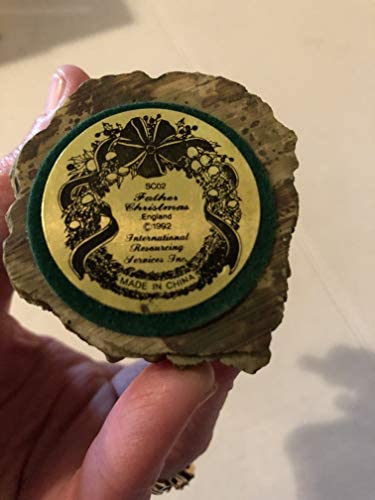 SC02
Father
Christmas
England
©1992
International
Resourcing
Services Inc.
MADE IN CHINA